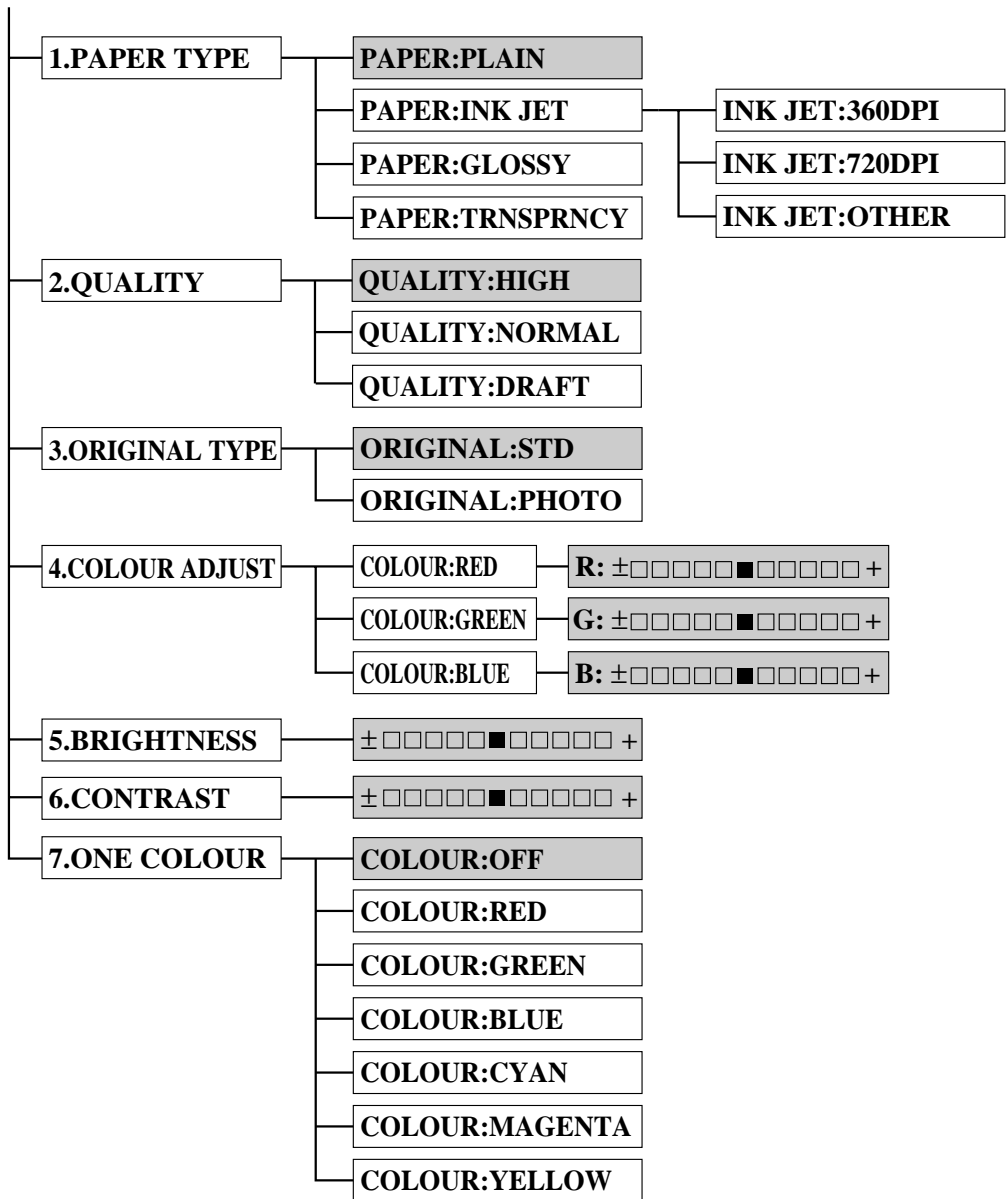 1.PAPER TYPE PAPER:PLAIN
PAPER:INK JET INK JET:360DPI
PAPER:GLOSSY INK JET:720DPI
PAPER:TRNSPRNCY INK JET:OTHER
2.QUALITY QUALITY:HIGH
QUALITY:NORMAL
QUALITY:DRAFT
3.ORIGINAL TYPE ORIGINAL:STD
ORIGINAL:PHOTO
4.COLOUR ADJUST COLOUR:RED R: ±□□□□□■□□□□□+
COLOUR:GREEN G: ±□□□□□■□□□□□+
COLOUR:BLUE B: ±□□□□□■□□□□□+
5.BRIGHTNESS ±□□□□□■□□□□□ +
6.CONTRAST ±□□□□□■□□□□□ +
7.ONE COLOUR COLOUR:OFF
COLOUR:RED
COLOUR:GREEN
COLOUR:BLUE
COLOUR:CYAN
COLOUR:MAGENTA
COLOUR:YELLOW